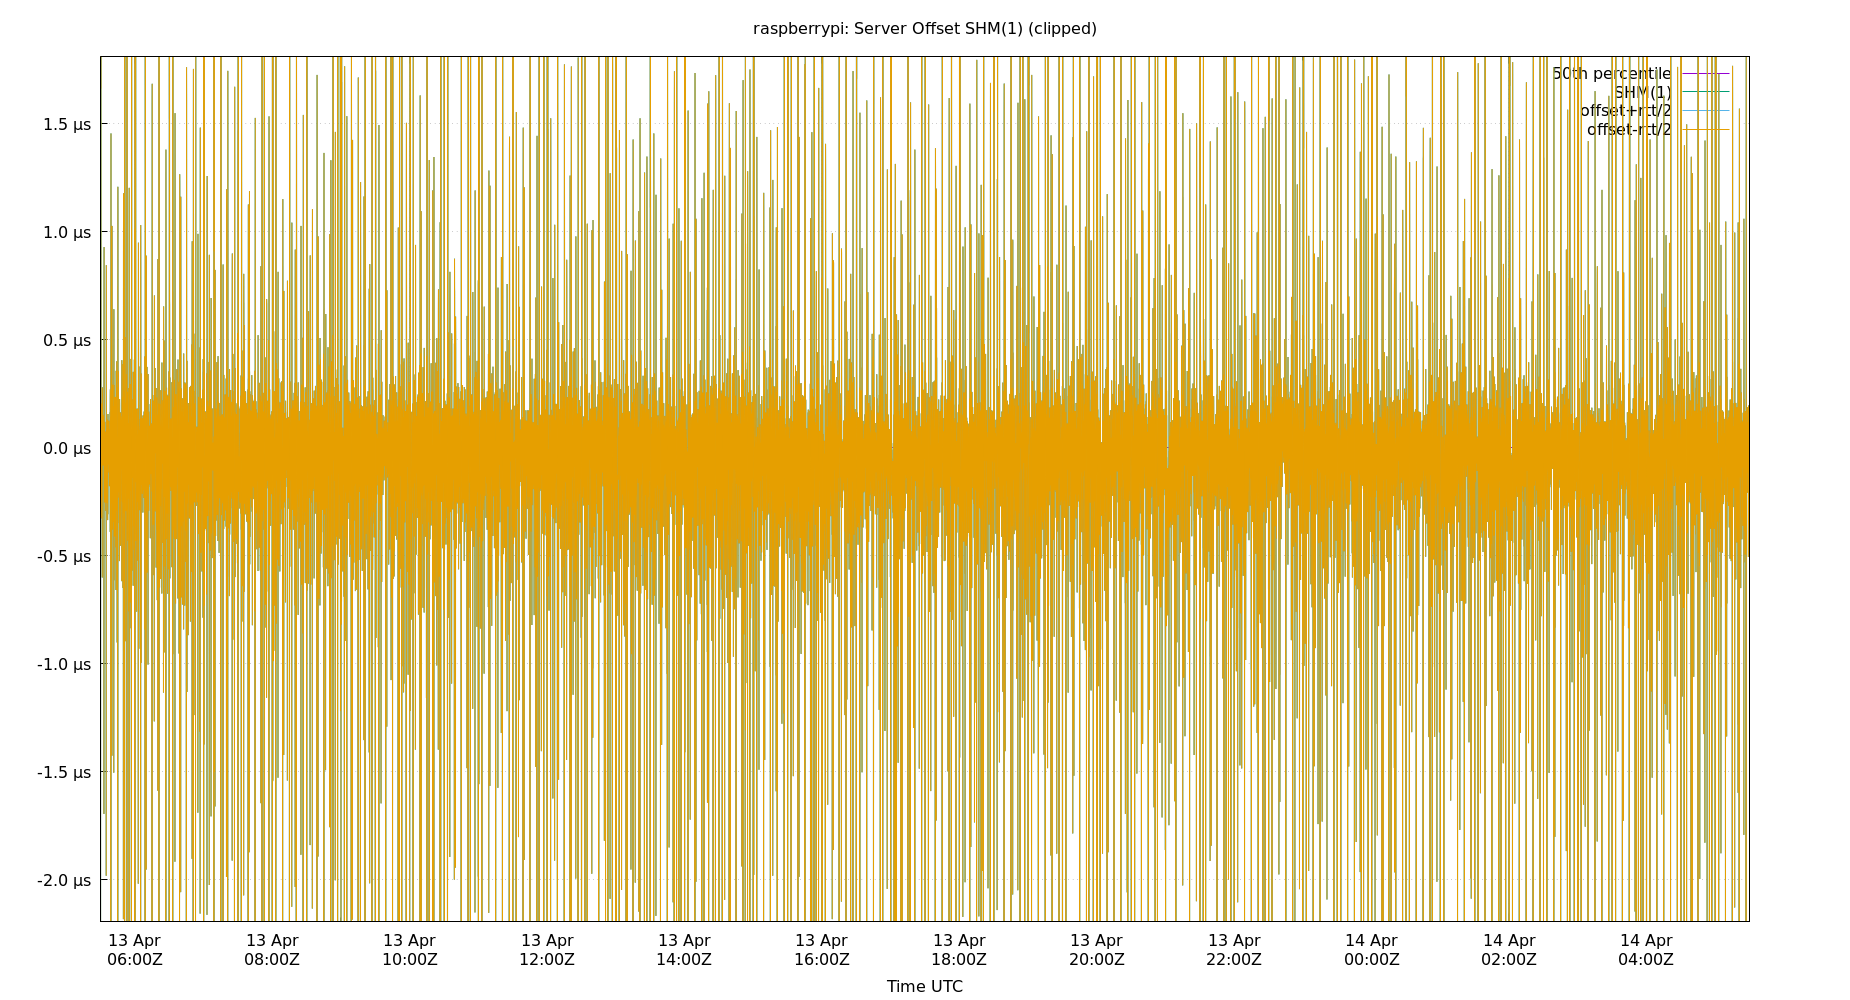 raspberrypi: Server Offset SHM(1) (clipped)
50th percentile
SHM(1)
offset+rtt/2
offset-rtt/2
1.5 µs
1.0 µs
0.5 µs
0.0 µs
-0.5 µs
-1.0 µs
-1.5 µs
-2.0 µs
13 Apr 13 Apr 13 Apr 13 Apr 13 Apr 13 Apr 13 Apr 13 Apr 13 Apr 14 Apr 14 Apr 14 Apr
06:00Z 08:00Z 10:00Z 12:00Z 14:00Z 16:00Z 18:00Z 20:00Z 22:00Z 00:00Z 02:00Z 04:00Z
Time UTC